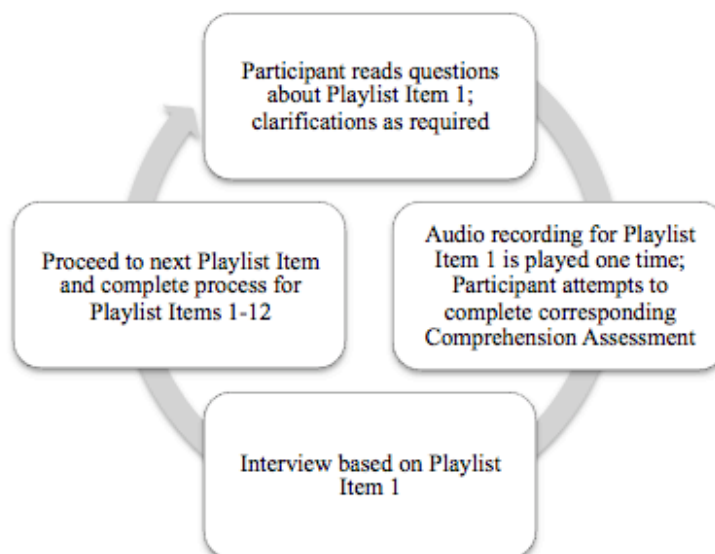 Participant reads questions
about Playlist Item 1;
clarifications as required
Audio recording for Playlist
Item 1 is played one time;
Participant attempts to
complete corresponding
Comprehension Assessment
Interview based on Playlist
Item 1
Proceed to next Playlist Item
and complete process for
Playlist Items 1-12